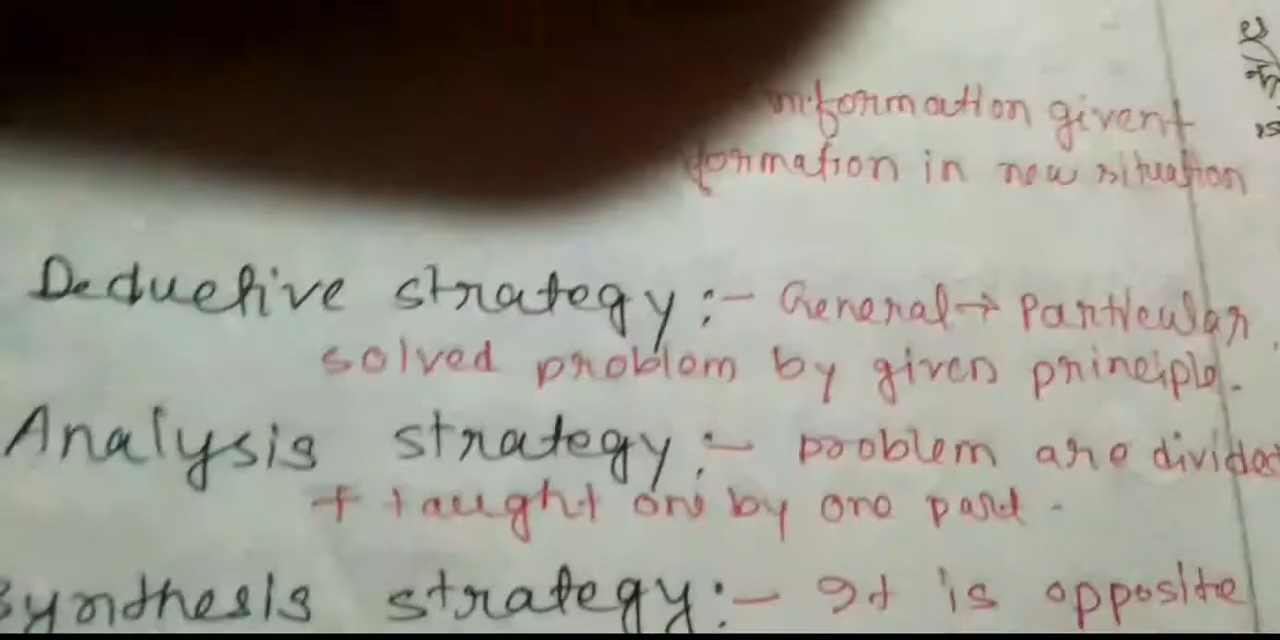 information given +
formation in new situation
Deductive strategy :- General → Particular
solved problem by given principle.
Analysis strategy :- problem are divided
+ taught one by one part.
Synthesis strategy :- It is opposite